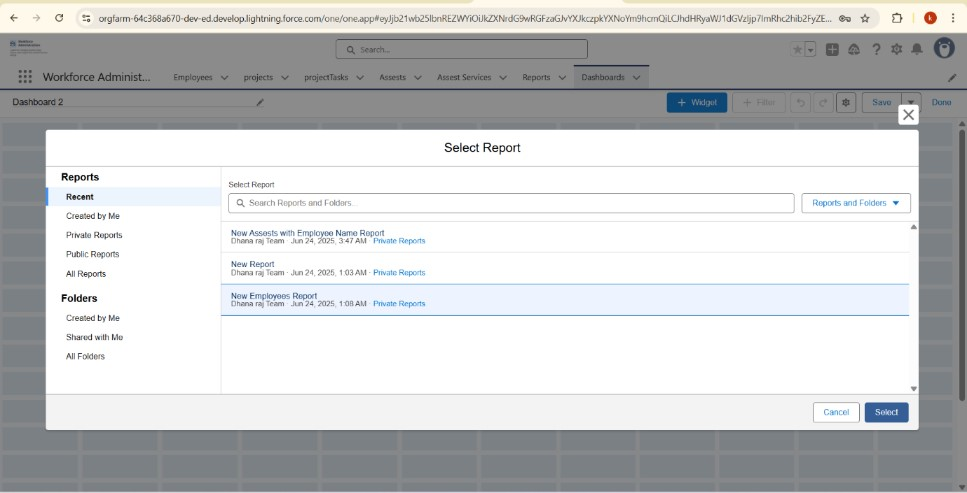 orgfarm-64c368a670-dev-ed.develop.lightning.force.com/one/one.app#eyJjb21wb25lbnREZWYiOiJkZXNrdG9wRGFzaGJvYXJkczpkYXNoYm9hcmQiLCJhdHRyaWJ1dGVzIjp7InJlY29yZElkIjoiMDFaZ...
Search...
Workforce Administ... Employees projects projectTasks Assests Assest Services Reports Dashboards
Dashboard 2
+ Widget + Filter Save Done
Select Report
Reports
Recent
Created by Me
Private Reports
Public Reports
All Reports
Folders
Created by Me
Shared with Me
All Folders
Select Report
Search Reports and Folders...
Reports and Folders
New Assests with Employee Name Report
Dhana raj Team · Jun 24, 2025, 3:47 AM · Private Reports
New Report
Dhana raj Team · Jun 24, 2025, 1:03 AM · Private Reports
New Employees Report
Dhana raj Team · Jun 24, 2025, 1:08 AM · Private Reports
Cancel
Select